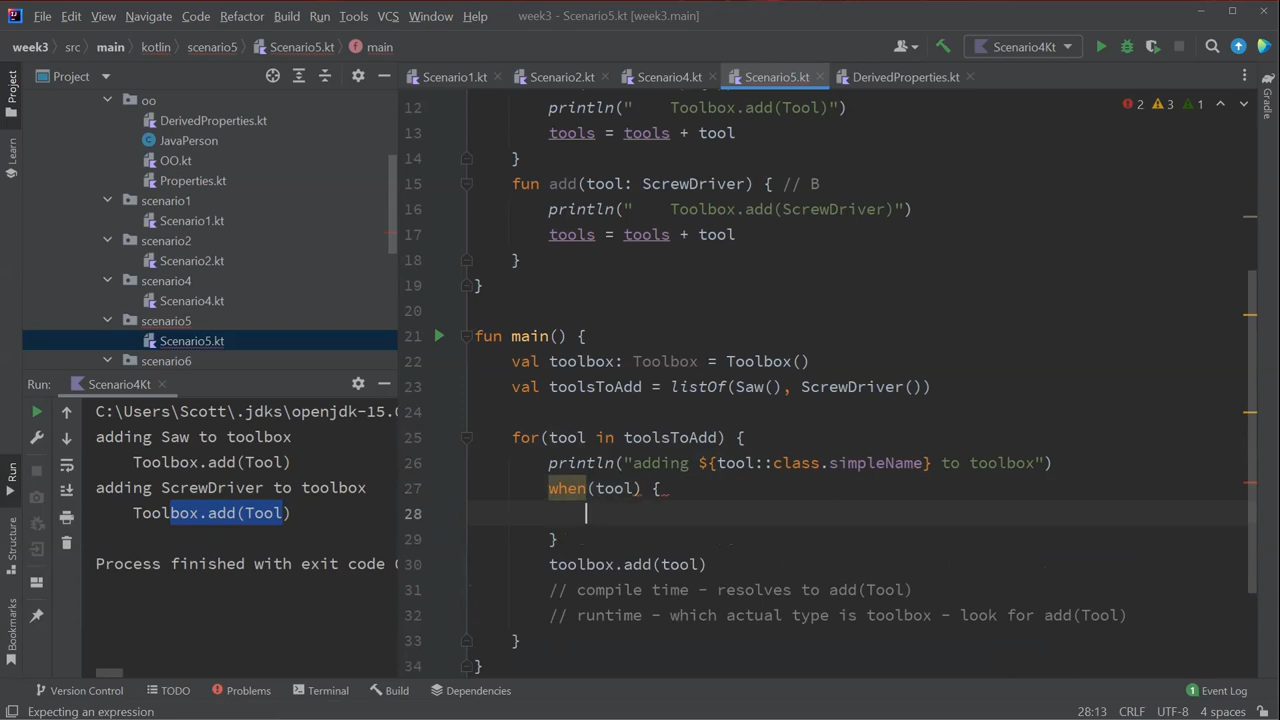 File Edit View Navigate Code Refactor Build Run Tools VCS Window Help week3 - Scenario5.kt [week3.main]
week3 src main kotlin scenario5 Scenario5.kt main Scenario4Kt
Project
Scenario1.kt Scenario2.kt Scenario4.kt Scenario5.kt DerivedProperties.kt
Project
Learn
Structure
Bookmarks
Run
Gradle
oo
DerivedProperties.kt
JavaPerson
OO.kt
Properties.kt
scenario1
Scenario1.kt
scenario2
Scenario2.kt
scenario4
Scenario4.kt
scenario5
Scenario5.kt
scenario6
2 3 1
12 println("    Toolbox.add(Tool)")
13 tools = tools + tool
14 }
15 fun add(tool: ScrewDriver) { // B
16 println("    Toolbox.add(ScrewDriver)")
17 tools = tools + tool
18 }
19 }
20
21 fun main() {
22 val toolbox: Toolbox = Toolbox()
23 val toolsToAdd = listOf(Saw(), ScrewDriver())
24
25 for(tool in toolsToAdd) {
26 println("adding ${tool::class.simpleName} to toolbox")
27 when(tool) {
28
29 }
30 toolbox.add(tool)
31 // compile time - resolves to add(Tool)
32 // runtime - which actual type is toolbox - look for add(Tool)
33 }
34 }
Run: Scenario4Kt
C:\Users\Scott\.jdks\openjdk-15.0
adding Saw to toolbox
Toolbox.add(Tool)
adding ScrewDriver to toolbox
Toolbox.add(Tool)
Process finished with exit code
Version Control TODO Problems Terminal Build Dependencies 1 Event Log
Expecting an expression 28:13 CRLF UTF-8 4 spaces